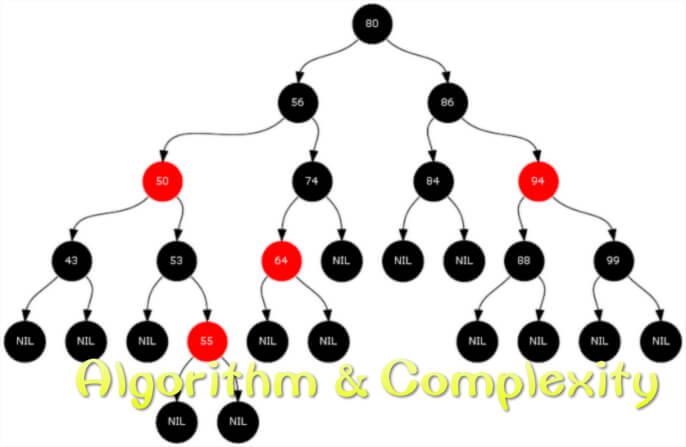 80
56 86
50 74 84 94
43 53 64 NIL NIL NIL 88 99
NIL NIL NIL 55 NIL NIL NIL NIL NIL NIL
Algorithm & Complexity
NIL NIL